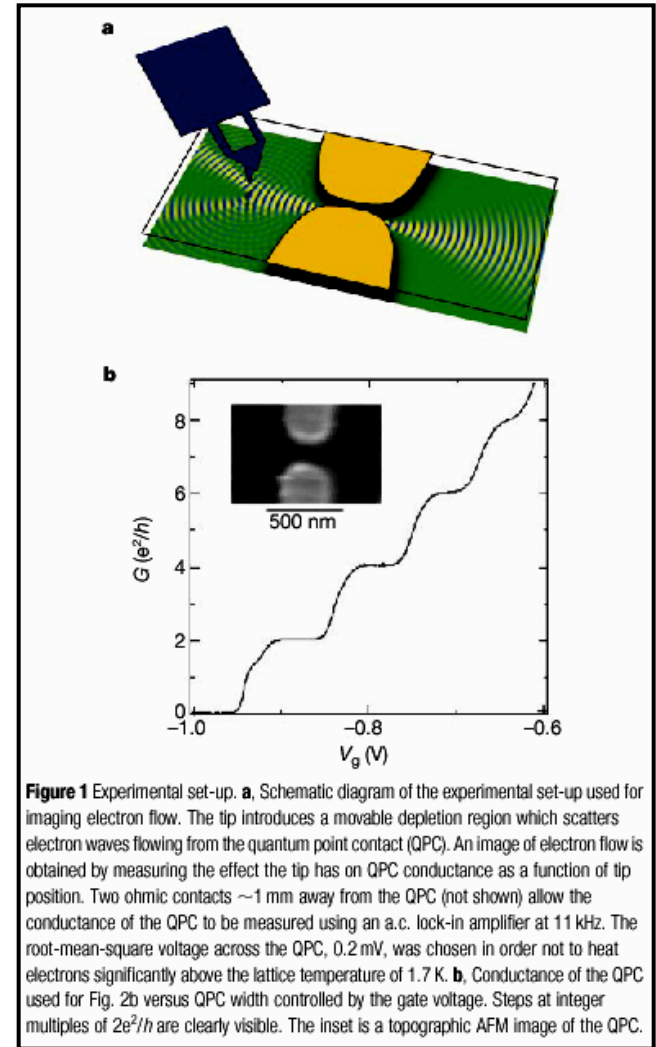 a
b
8
6
4
2
0
G (e²/h)
500 nm
−1.0
−0.8
−0.6
Vg (V)
Figure 1 Experimental set-up. a, Schematic diagram of the experimental set-up used for
imaging electron flow. The tip introduces a movable depletion region which scatters
electron waves flowing from the quantum point contact (QPC). An image of electron flow is
obtained by measuring the effect the tip has on QPC conductance as a function of tip
position. Two ohmic contacts ~1 mm away from the QPC (not shown) allow the
conductance of the QPC to be measured using an a.c. lock-in amplifier at 11 kHz. The
root-mean-square voltage across the QPC, 0.2 mV, was chosen in order not to heat
electrons significantly above the lattice temperature of 1.7 K. b, Conductance of the QPC
used for Fig. 2b versus QPC width controlled by the gate voltage. Steps at integer
multiples of 2e²/h are clearly visible. The inset is a topographic AFM image of the QPC.